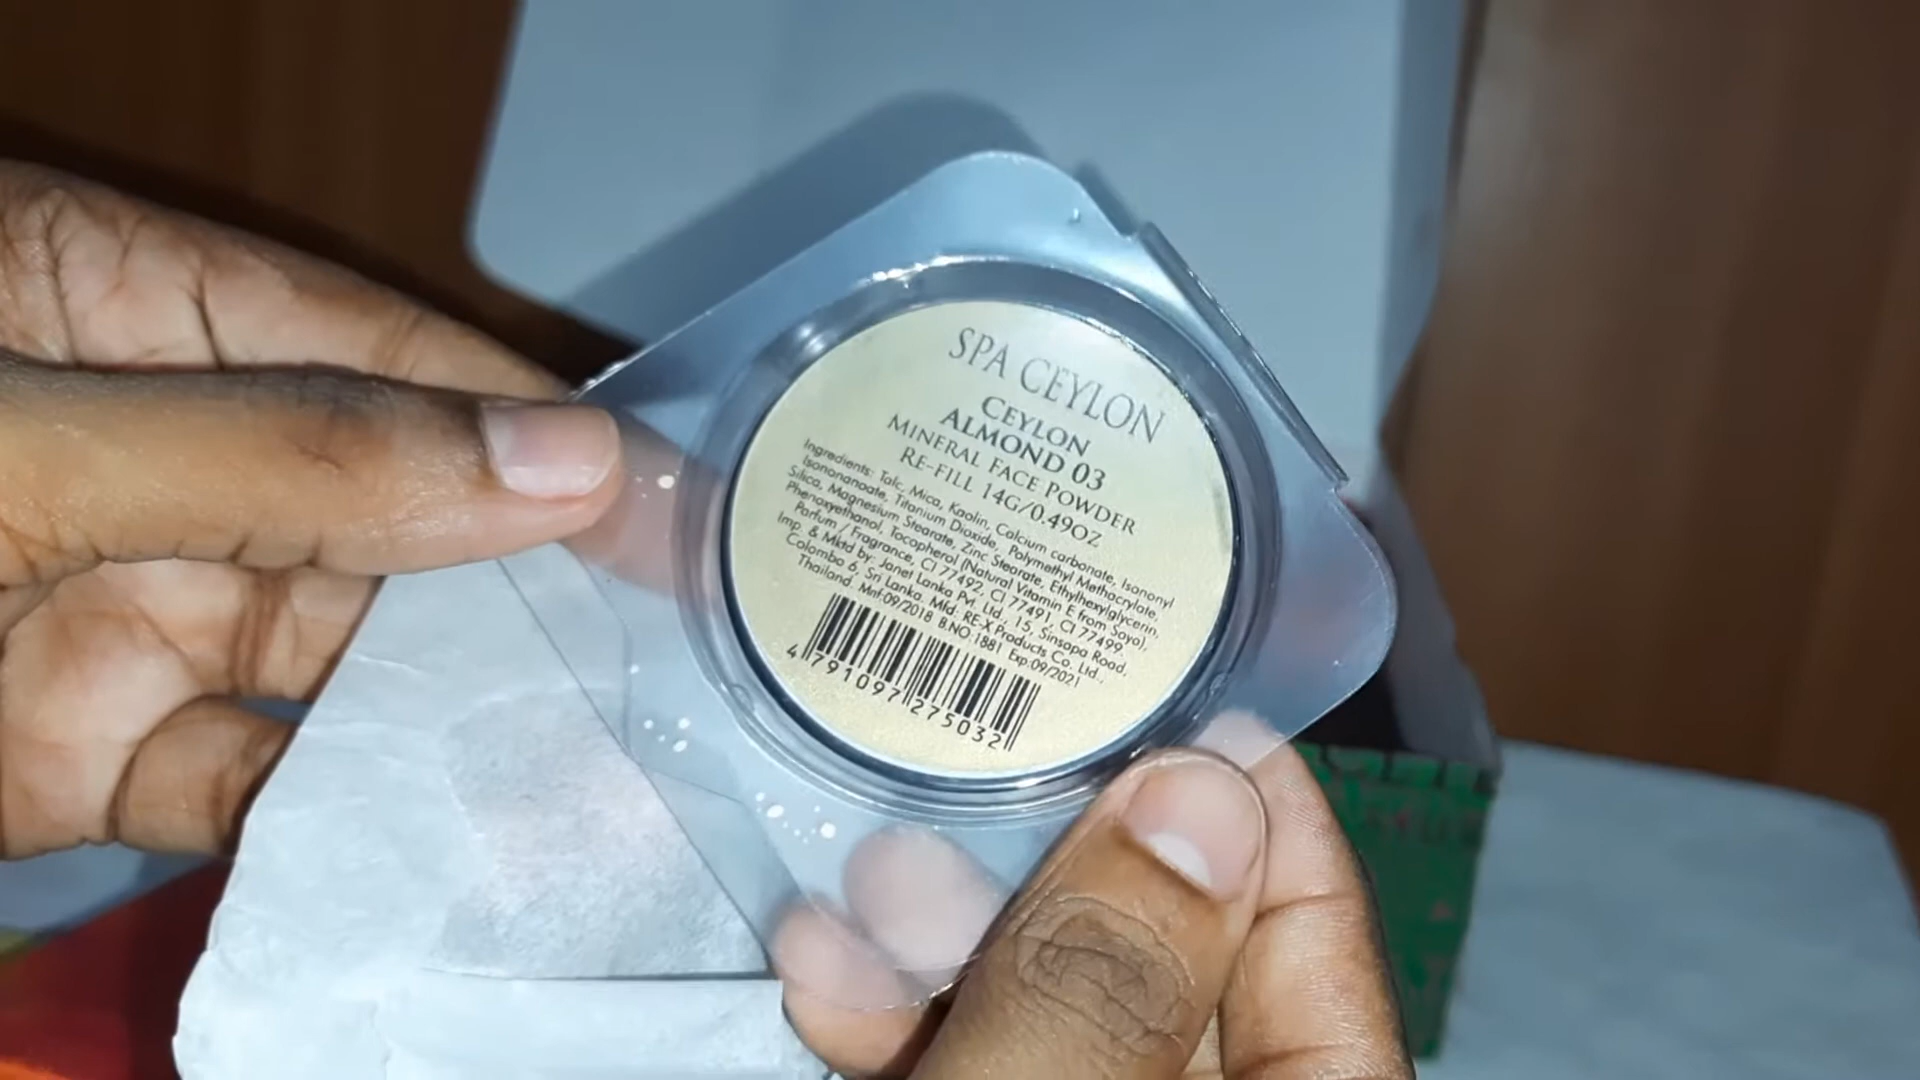 SPA CEYLON
CEYLON
ALMOND 03
MINERAL FACE POWDER
RE-FILL 14G/0.49OZ
Ingredients: Talc, Mica, Kaolin, Calcium carbonate, Isononyl
Isononanoate, Titanium Dioxide, Polymethyl Methacrylate,
Silica, Magnesium Stearate, Zinc Stearate, Ethylhexylglycerin,
Phenoxyethanol, Tocopherol (Natural Vitamin E from Soya),
Parfum / Fragrance, CI 77492, CI 77491, CI 77499.
Imp. & Mktd by: Janet Lanka Pvt. Ltd., 15, Sinsapa Road,
Colombo 6, Sri Lanka. Mfd. RE-X Products Co. Ltd.,
Thailand. Mnf:09/2018 B.NO:1881 Exp:09/2021
4 791097 275032